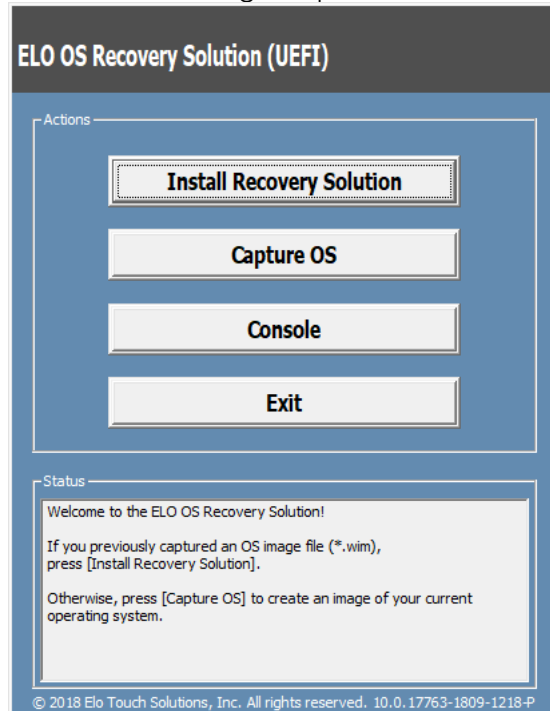 ELO OS Recovery Solution (UEFI)
Actions
Install Recovery Solution
Capture OS
Console
Exit
Status
Welcome to the ELO OS Recovery Solution!
If you previously captured an OS image file (*.wim),
press [Install Recovery Solution].
Otherwise, press [Capture OS] to create an image of your current
operating system.
© 2018 Elo Touch Solutions, Inc. All rights reserved. 10.0.17763-1809-1218-P